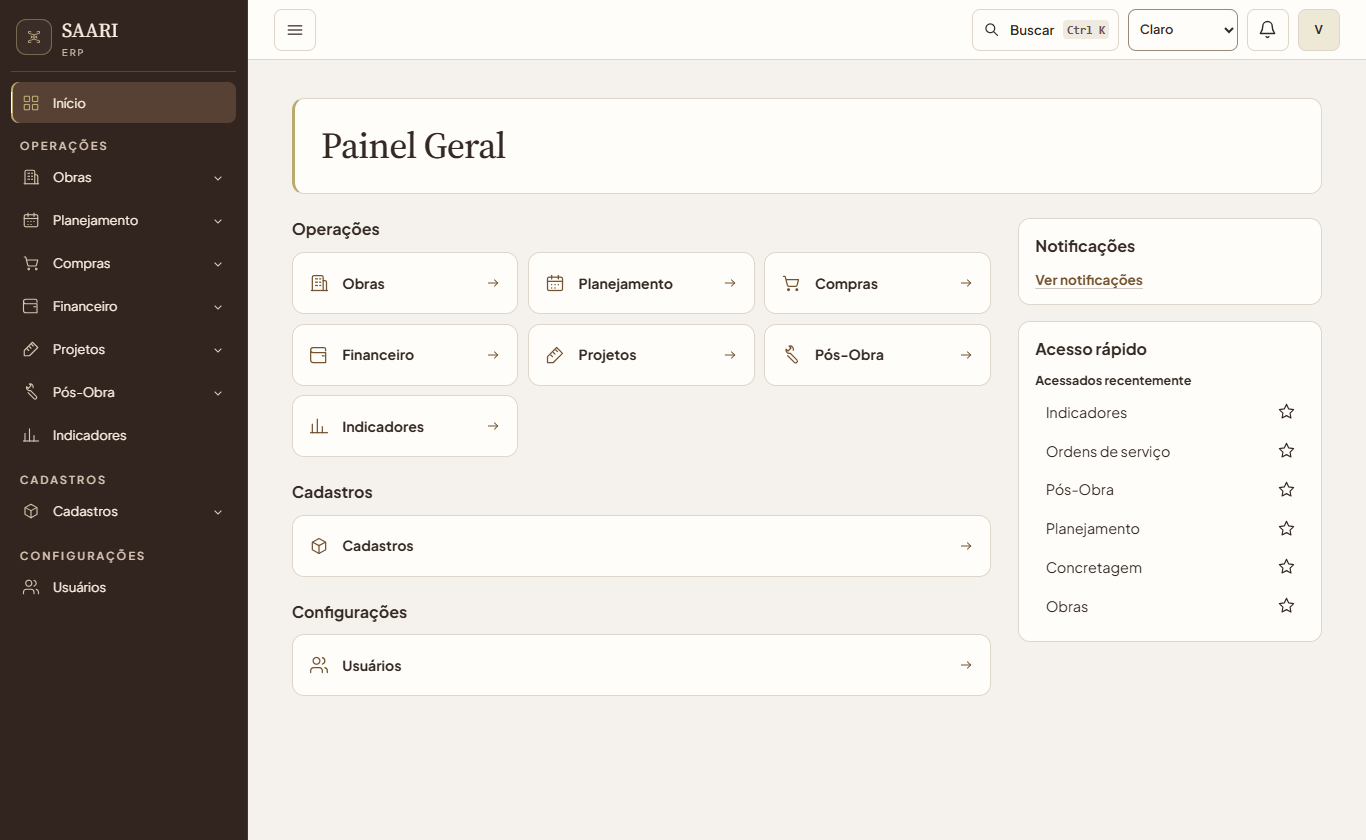 SAARI
ERP
Início
OPERAÇÕES
Obras
Planejamento
Compras
Financeiro
Projetos
Pós-Obra
Indicadores
CADASTROS
Cadastros
CONFIGURAÇÕES
Usuários
Buscar Ctrl K
Claro
V
Painel Geral
Operações
Obras
Planejamento
Compras
Financeiro
Projetos
Pós-Obra
Indicadores
Cadastros
Cadastros
Configurações
Usuários
Notificações
Ver notificações
Acesso rápido
Acessados recentemente
Indicadores
Ordens de serviço
Pós-Obra
Planejamento
Concretagem
Obras